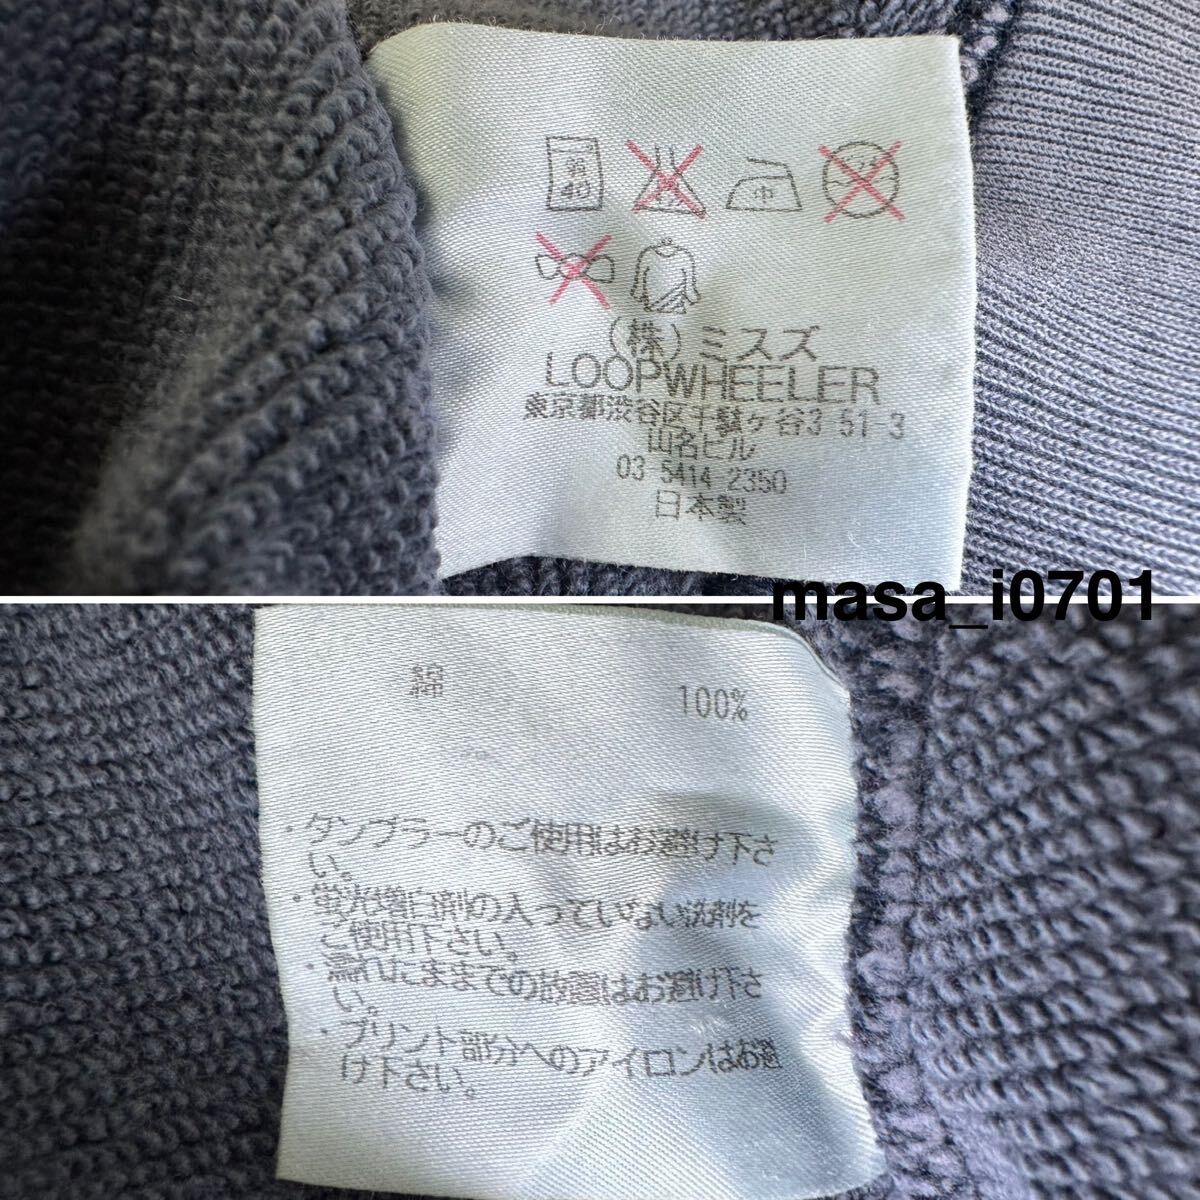 弱
40
中
(株)ミスズ
LOOPWHEELER
東京都渋谷区千駄ヶ谷3 51-3
山名ビル
03 5414 2350
日本製
masa_i0701
綿 100%
・タンブラーのご使用はお避け下さ
い。
・蛍光増白剤の入っていない洗剤を
ご使用下さい。
・濡れたままでの放置はお避け下さ
い。
・プリント部分へのアイロンはお避
け下さい。